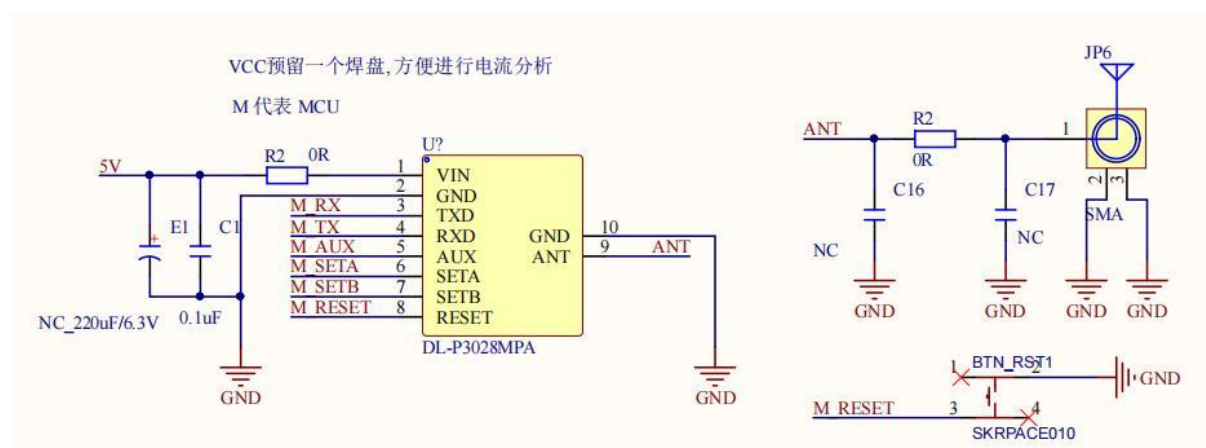 VCC预留一个焊盘,方便进行电流分析
M 代表 MCU
U?
5V
R2
0R
1
VIN
2
GND
M_RX
3
TXD
M_TX
4
RXD
M_AUX
5
AUX
M_SETA
6
SETA
M_SETB
7
SETB
M_RESET
8
RESET
GND
10
ANT
9
ANT
E1
C1
NC_220uF/6.3V
0.1uF
DL-P3028MPA
GND
GND
JP6
ANT
R2
0R
1
C16
C17
2
3
SMA
NC
NC
GND
GND
GND
GND
1
BTN_RST1
2
GND
M_RESET
3
4
SKRPACE010